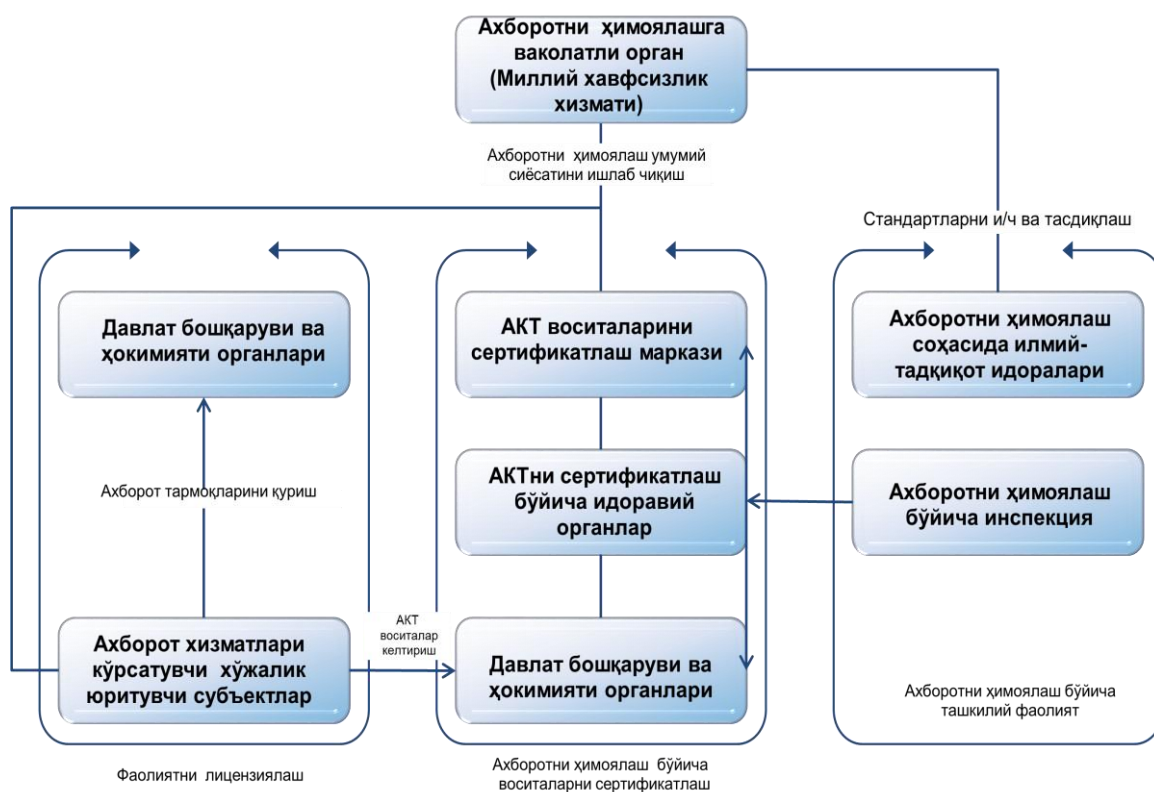 Ахборотни ҳимоялашга
ваколатли орган
(Миллий хавфсизлик
хизмати)
Ахборотни ҳимоялаш умумий
сиёсатини ишлаб чиқиш
Стандартларни и/ч ва тасдиқлаш
Давлат бошқаруви ва
ҳокимияти органлари
АКТ воситаларини
сертификатлаш маркази
Ахборотни ҳимоялаш
соҳасида илмий-
тадқиқот идоралари
Ахборот тармоқларини қуриш
АКТни сертификатлаш
бўйича идоравий
органлар
Ахборотни ҳимоялаш
бўйича инспекция
Ахборот хизматлари
кўрсатувчи хўжалик
юритувчи субъектлар
АКТ
воситалар
келтириш
Давлат бошқаруви ва
ҳокимияти органлари
Ахборотни ҳимоялаш бўйича
ташкилий фаолият
Фаолиятни лицензиялаш
Ахборотни ҳимоялаш бўйича
воситаларни сертификатлаш